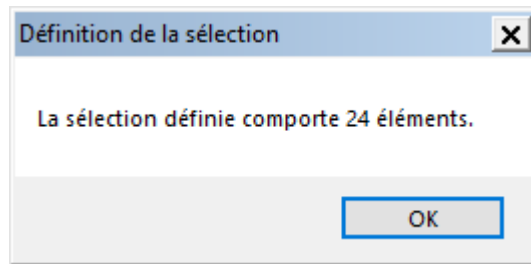 Définition de la sélection
La sélection définie comporte 24 éléments.
OK